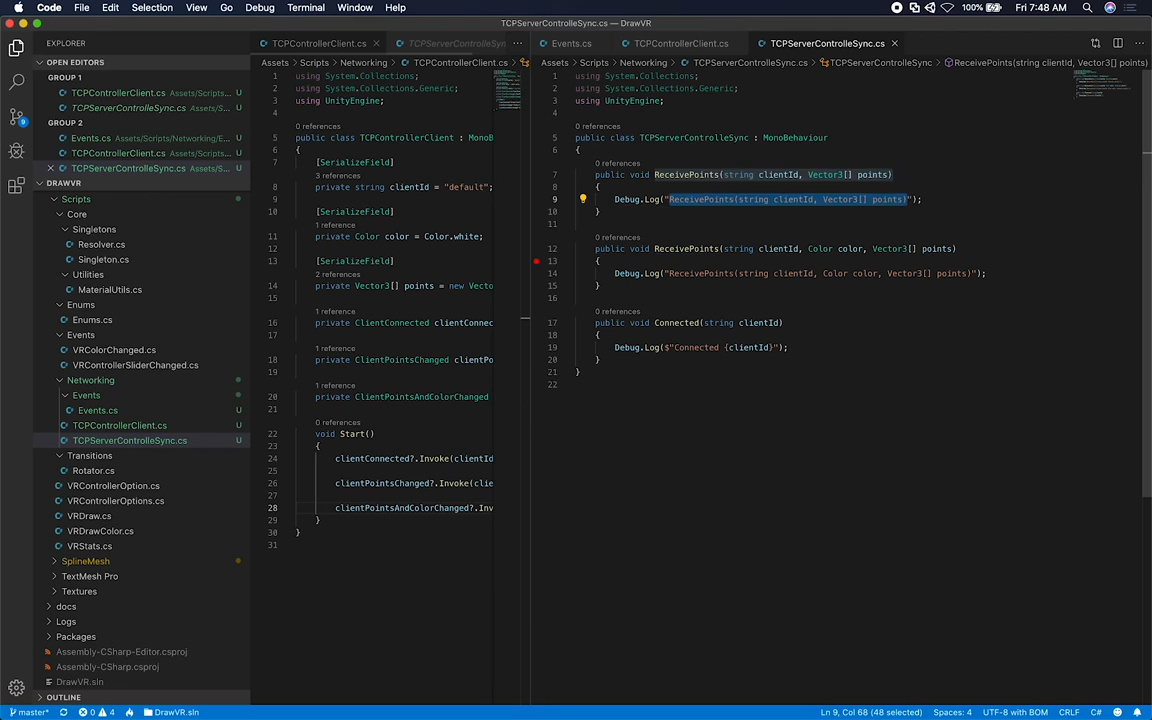 Code File Edit Selection View Go Debug Terminal Window Help
100% Fri 7:48 AM
TCPServerControlleSync.cs — DrawVR
EXPLORER
OPEN EDITORS
GROUP 1
TCPControllerClient.cs Assets/Scripts... U
TCPServerControlleSync.cs Assets/S... U
GROUP 2
Events.cs Assets/Scripts/Networking/E... U
TCPControllerClient.cs Assets/Scripts... U
TCPServerControlleSync.cs Assets/S... U
DRAWVR
Scripts
Core
Singletons
Resolver.cs
Singleton.cs
Utilities
MaterialUtils.cs
Enums
Enums.cs
Events
VRColorChanged.cs
VRControllerSliderChanged.cs
Networking
Events
Events.cs U
TCPControllerClient.cs U
TCPServerControlleSync.cs U
Transitions
Rotator.cs
VRControllerOption.cs
VRControllerOptions.cs
VRDraw.cs
VRDrawColor.cs
VRStats.cs
SplineMesh
TextMesh Pro
Textures
docs
Logs
Packages
Assembly-CSharp-Editor.csproj
Assembly-CSharp.csproj
DrawVR.sln
OUTLINE
9
TCPControllerClient.cs TCPServerControlleSyn
Assets > Scripts > Networking > TCPControllerClient.cs >
1 using System.Collections;
2 using System.Collections.Generic;
3 using UnityEngine;
4
0 references
5 public class TCPControllerClient : MonoB
6 {
7 [SerializeField]
3 references
8 private string clientId = "default";
9
10 [SerializeField]
1 reference
11 private Color color = Color.white;
12
13 [SerializeField]
2 references
14 private Vector3[] points = new Vecto
15
1 reference
16 private ClientConnected clientConnec
17
1 reference
18 private ClientPointsChanged clientPo
19
1 reference
20 private ClientPointsAndColorChanged
21
0 references
22 void Start()
23 {
24 clientConnected?.Invoke(clientId
25
26 clientPointsChanged?.Invoke(clie
27
28 clientPointsAndColorChanged?.Inv
29 }
30 }
31
Events.cs TCPControllerClient.cs TCPServerControlleSync.cs
Assets > Scripts > Networking > TCPServerControlleSync.cs > TCPServerControlleSync > ReceivePoints(string clientId, Vector3[] points)
1 using System.Collections;
2 using System.Collections.Generic;
3 using UnityEngine;
4
0 references
5 public class TCPServerControlleSync : MonoBehaviour
6 {
0 references
7 public void ReceivePoints(string clientId, Vector3[] points)
8 {
9 Debug.Log("ReceivePoints(string clientId, Vector3[] points)");
10 }
11
0 references
12 public void ReceivePoints(string clientId, Color color, Vector3[] points)
13 {
14 Debug.Log("ReceivePoints(string clientId, Color color, Vector3[] points)");
15 }
16
0 references
17 public void Connected(string clientId)
18 {
19 Debug.Log($"Connected {clientId}");
20 }
21 }
22
master* 0 4 DrawVR.sln
Ln 9, Col 68 (48 selected) Spaces: 4 UTF-8 with BOM CRLF C#